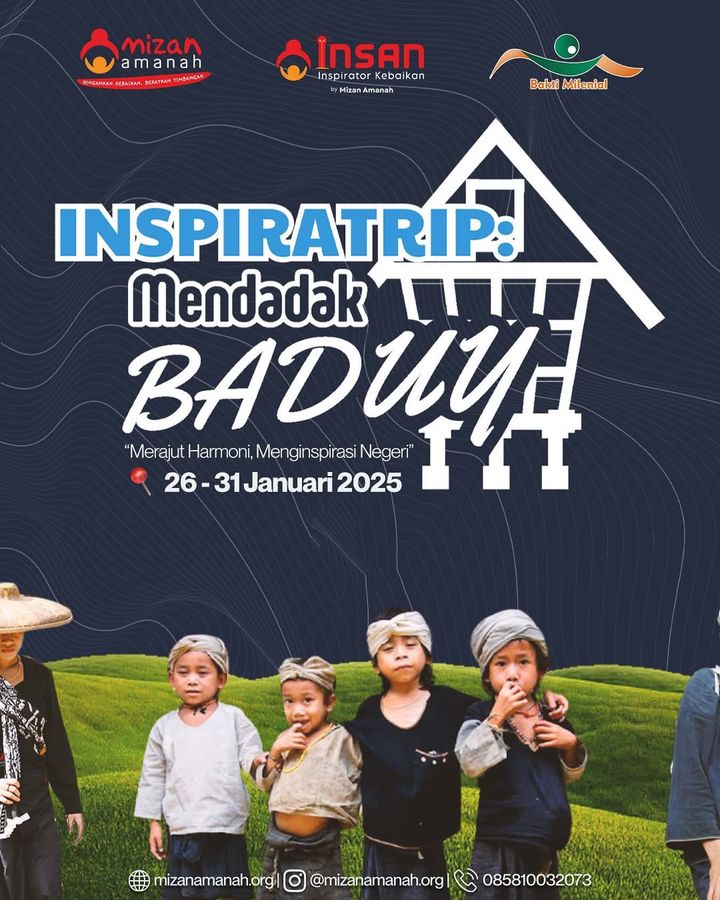 mizan
amanah
RINGANKAN KEBAIKAN, BERATKAN TIMBANGAN
INSAN
Inspirator Kebaikan
by Mizan Amanah
Bakti Milenial
INSPIRATRIP:
Mendadak
BADUY
“Merajut Harmoni, Menginspirasi Negeri”
26 - 31 Januari 2025
mizanamanah.org | @mizanamanah.org | 085810032073